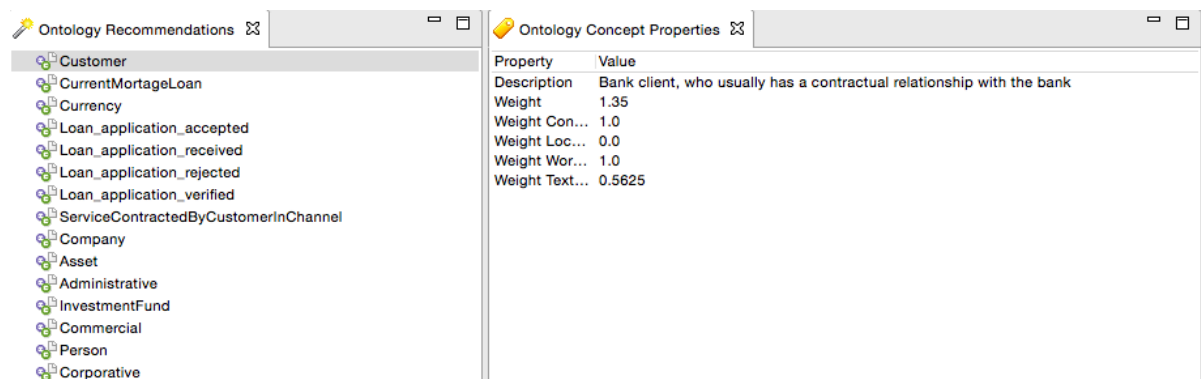 Ontology Recommendations
Customer
CurrentMortageLoan
Currency
Loan_application_accepted
Loan_application_received
Loan_application_rejected
Loan_application_verified
ServiceContractedByCustomerInChannel
Company
Asset
Administrative
InvestmentFund
Commercial
Person
Corporative
Ontology Concept Properties
Property Value
Description Bank client, who usually has a contractual relationship with the bank
Weight 1.35
Weight Con... 1.0
Weight Loc... 0.0
Weight Wor... 1.0
Weight Text... 0.5625